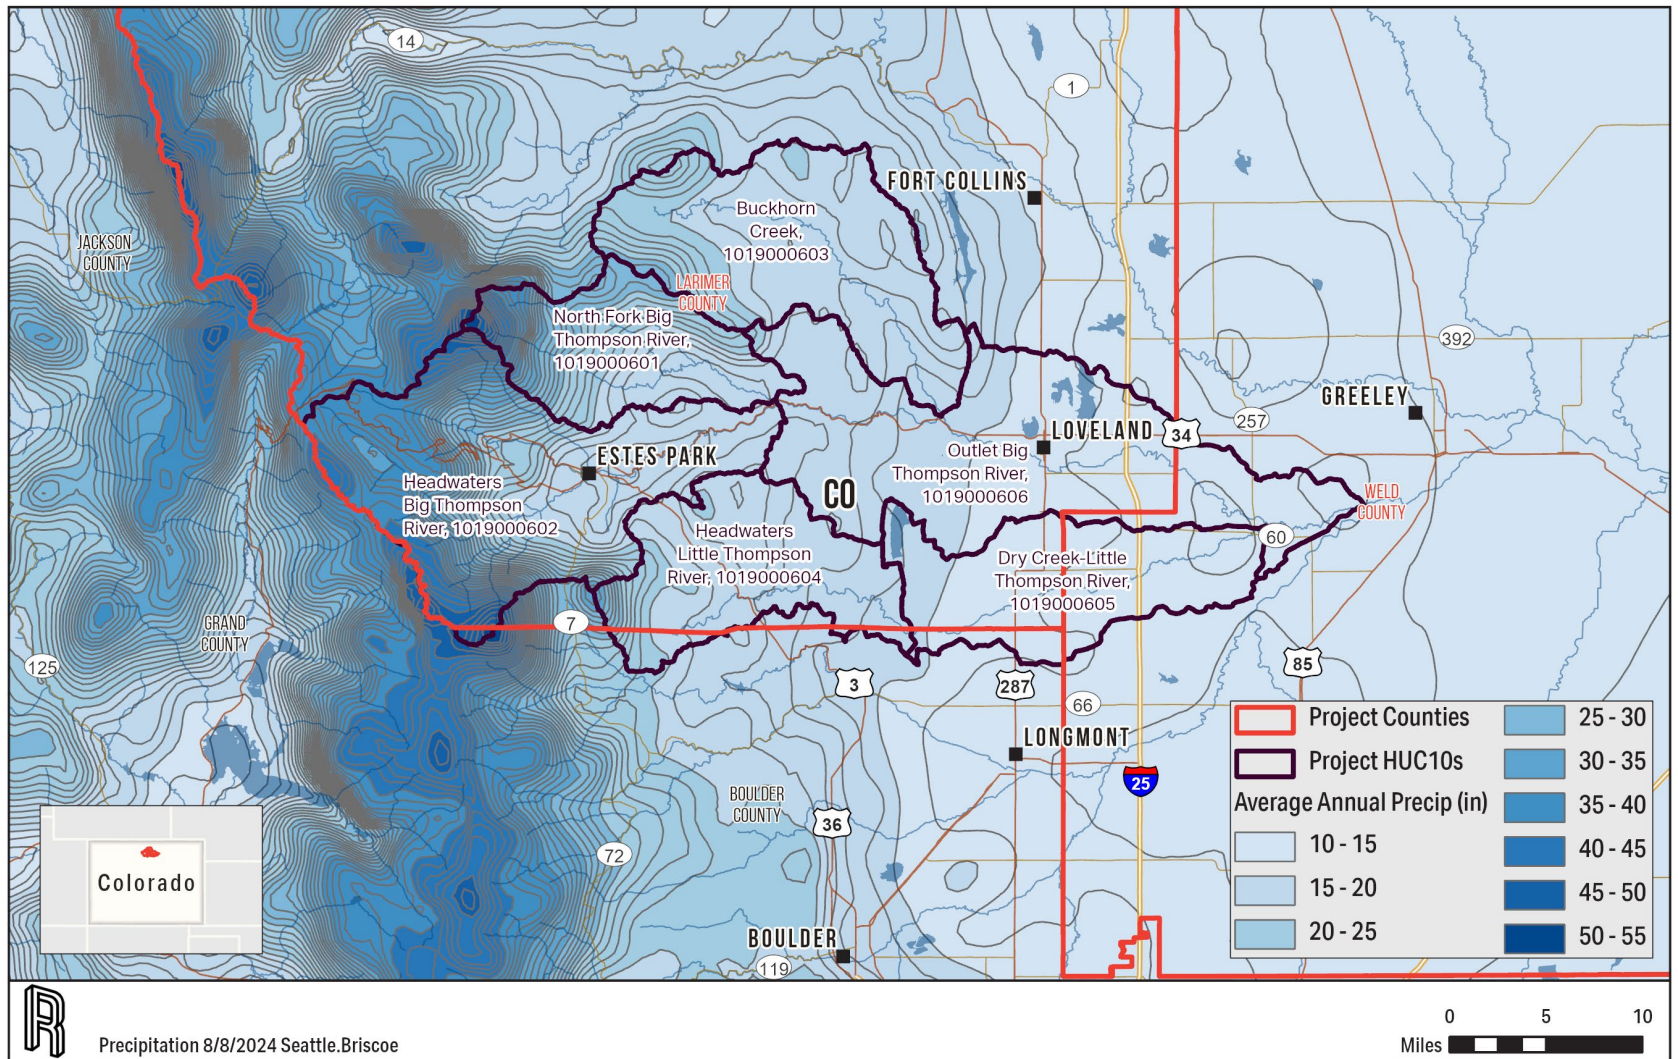 14
1
FORT COLLINS
Buckhorn
Creek,
1019000603
JACKSON
COUNTY
LARIMER
COUNTY
North Fork Big
Thompson River,
1019000601
392
GREELEY
257
LOVELAND
34
ESTES PARK
Outlet Big
Thompson River,
1019000606
Headwaters
Big Thompson
River, 1019000602
CO
WELD
COUNTY
Headwaters
Little Thompson
River, 1019000604
60
Dry Creek-Little
Thompson River,
1019000605
GRAND
COUNTY
7
125
85
3
287
66
LONGMONT
25
BOULDER
COUNTY
36
72
BOULDER
119
Colorado
Project Counties
Project HUC10s
Average Annual Precip (in)
10 - 15
15 - 20
20 - 25
25 - 30
30 - 35
35 - 40
40 - 45
45 - 50
50 - 55
R
Precipitation 8/8/2024 Seattle.Briscoe
0 5 10
Miles